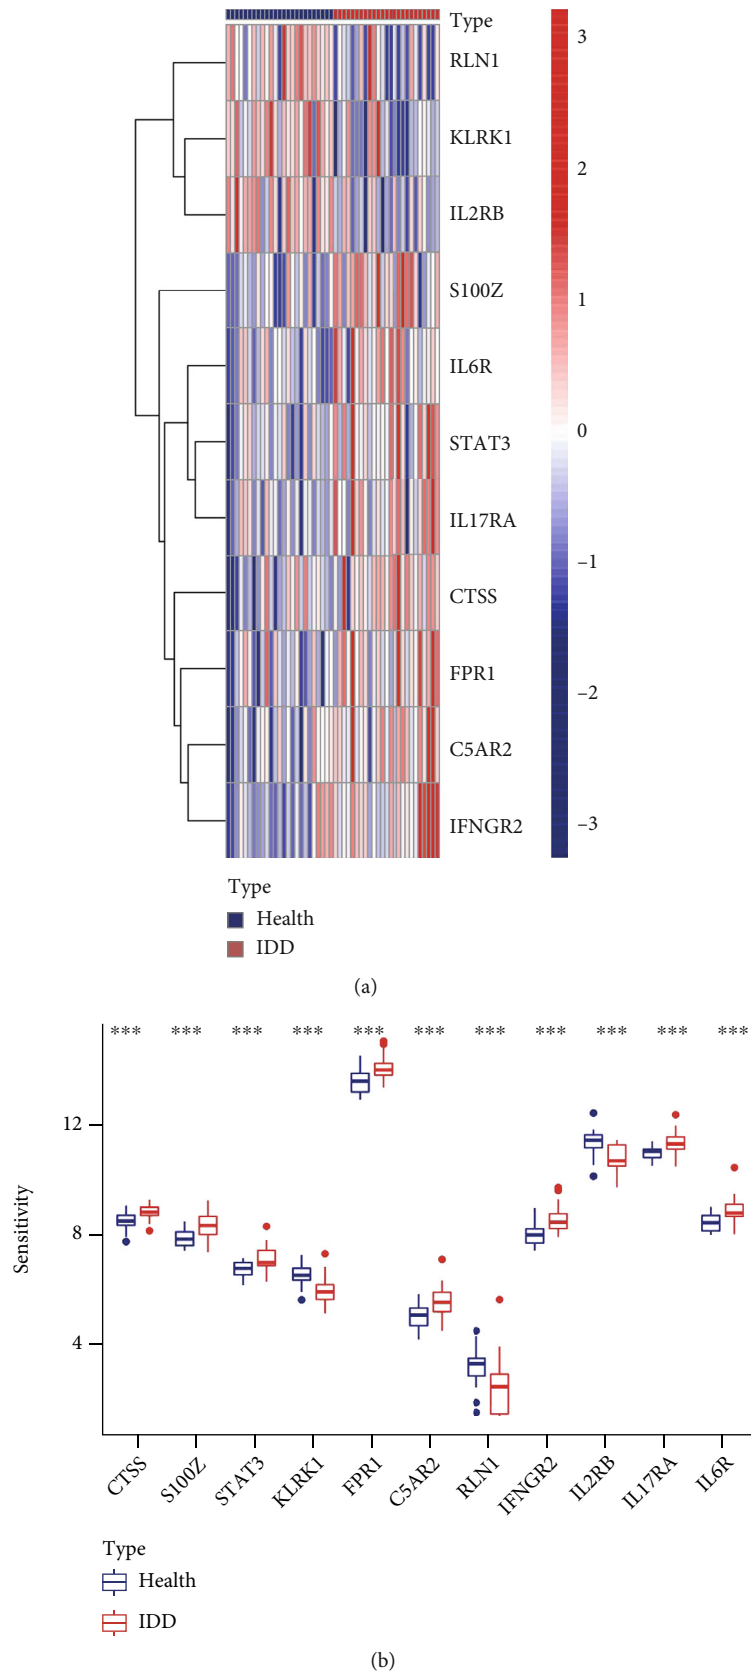 Type
RLN1
KLRK1
IL2RB
S100Z
IL6R
STAT3
IL17RA
CTSS
FPR1
C5AR2
IFNGR2
3
2
1
0
−1
−2
−3
Type
Health
IDD
(a)
*** *** *** *** *** *** *** *** *** *** ***
12
8
4
Sensitivity
CTSS S100Z STAT3 KLRK1 FPR1 C5AR2 RLN1 IFNGR2 IL2RB IL17RA IL6R
Type
Health
IDD
(b)